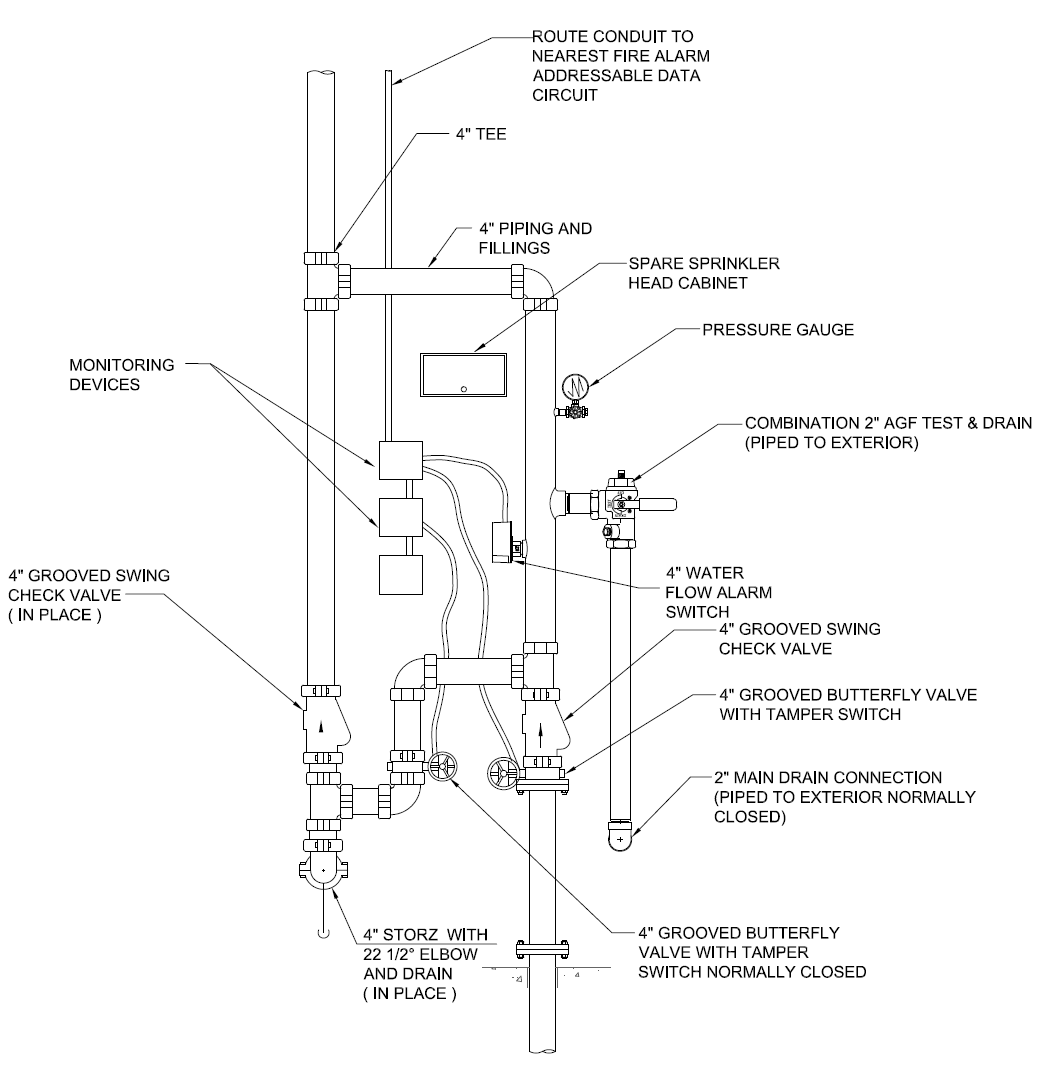 ROUTE CONDUIT TO
NEAREST FIRE ALARM
ADDRESSABLE DATA
CIRCUIT
4" TEE
4" PIPING AND
FILLINGS
SPARE SPRINKLER
HEAD CABINET
PRESSURE GAUGE
MONITORING
DEVICES
COMBINATION 2" AGF TEST & DRAIN
(PIPED TO EXTERIOR)
4" GROOVED SWING
CHECK VALVE
( IN PLACE )
4" WATER
FLOW ALARM
SWITCH
4" GROOVED SWING
CHECK VALVE
4" GROOVED BUTTERFLY VALVE
WITH TAMPER SWITCH
2" MAIN DRAIN CONNECTION
(PIPED TO EXTERIOR NORMALLY
CLOSED)
4" STORZ WITH
22 1/2° ELBOW
AND DRAIN
( IN PLACE )
4" GROOVED BUTTERFLY
VALVE WITH TAMPER
SWITCH NORMALLY CLOSED